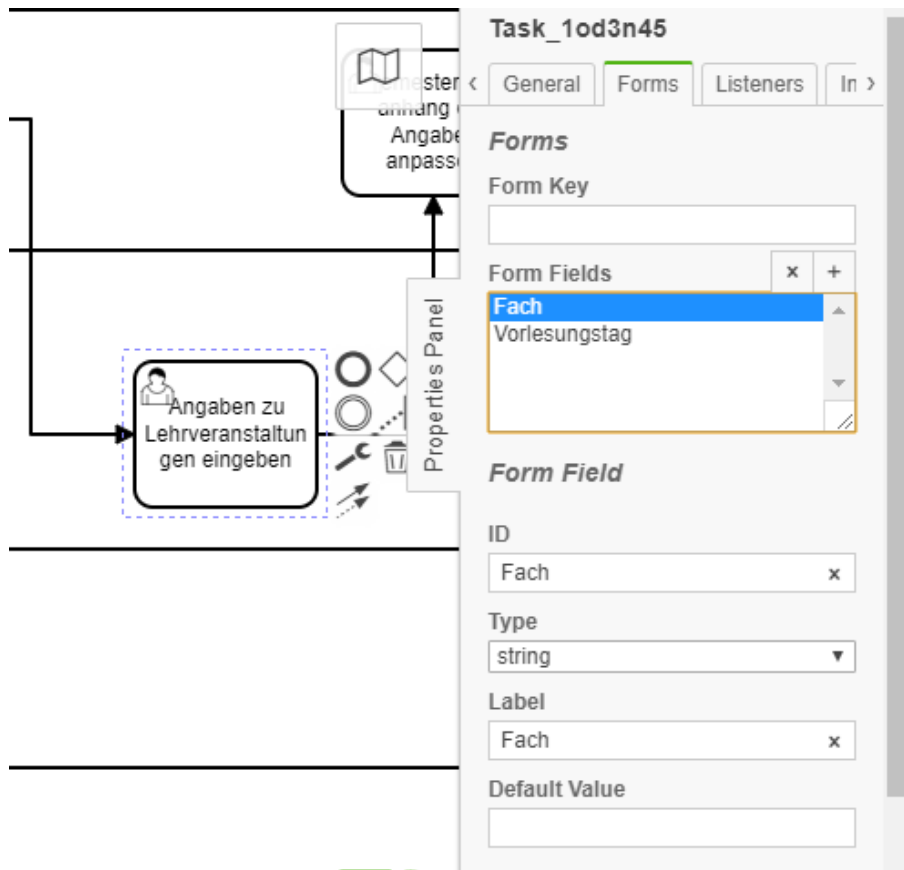 Task_1od3n45
General Forms Listeners
Forms
Form Key
Form Fields x +
Fach
Vorlesungstag
Form Field
ID
Fach x
Type
string
Label
Fach x
Default Value
Properties Panel
anhang
Angabe
anpass
Angaben zu
Lehrveranstaltun
gen eingeben